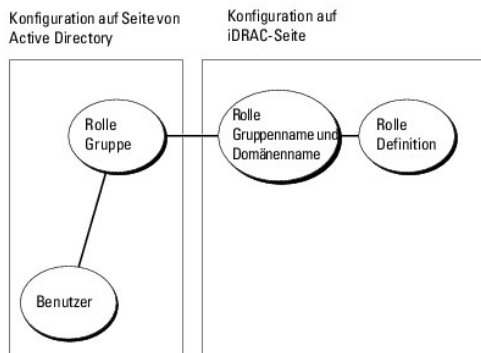 Konfiguration auf Seite von
Active Directory
Konfiguration auf
iDRAC-Seite
Rolle
Gruppe
Rolle
Gruppenname und
Domänenname
Rolle
Definition
Benutzer